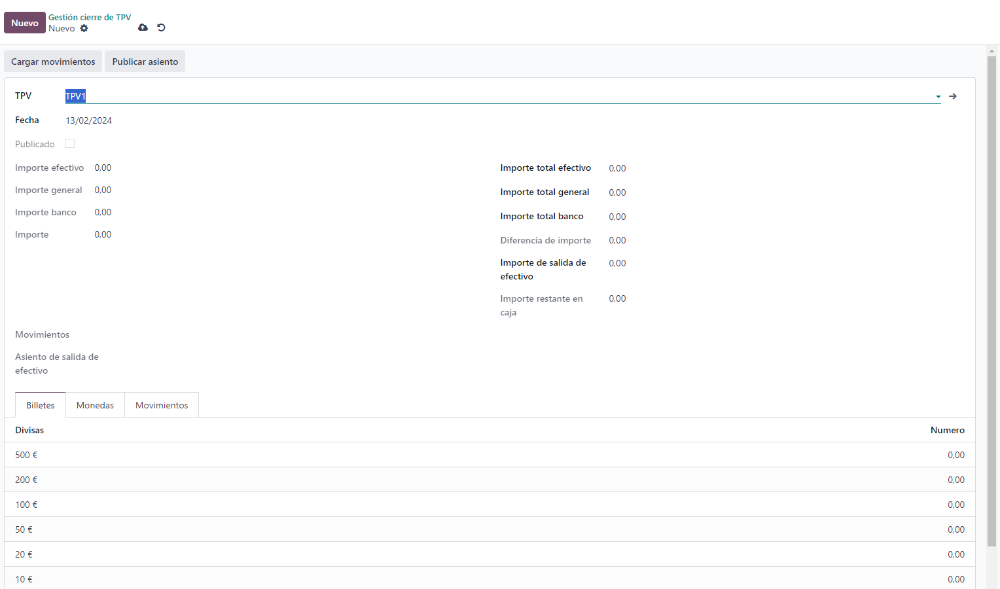 Nuevo
Gestión cierre de TPV
Nuevo
Cargar movimientos
Publicar asiento
TPV
TPV1
Fecha
13/02/2024
Publicado
Importe efectivo
0,00
Importe general
0,00
Importe banco
0,00
Importe
0,00
Importe total efectivo
0,00
Importe total general
0,00
Importe total banco
0,00
Diferencia de importe
0,00
Importe de salida de
efectivo
0,00
Importe restante en
caja
0,00
Movimientos
Asiento de salida de
efectivo
Billetes
Monedas
Movimientos
Divisas
Numero
500 €
0,00
200 €
0,00
100 €
0,00
50 €
0,00
20 €
0,00
10 €
0,00